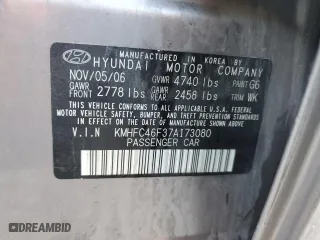 MANUFACTURED IN REPUBLIC OF KOREA BY
HYUNDAI MOTOR COMPANY
NOV/05/06 GVWR 4740 lbs PAINT G6
GAWR FRONT 2778 lbs GAWR REAR 2458 lbs TRIM WK
THIS VEHICLE CONFORMS TO ALL APPLICABLE U.S.A. FEDERAL
MOTOR VEHICLE SAFETY, BUMPER, AND THEFT PREVENTION
STANDARDS IN EFFECT ON THE DATE OF MANUFACTURE
SHOWN ABOVE.
V.I.N KMHFC46F37A173080
PASSENGER CAR